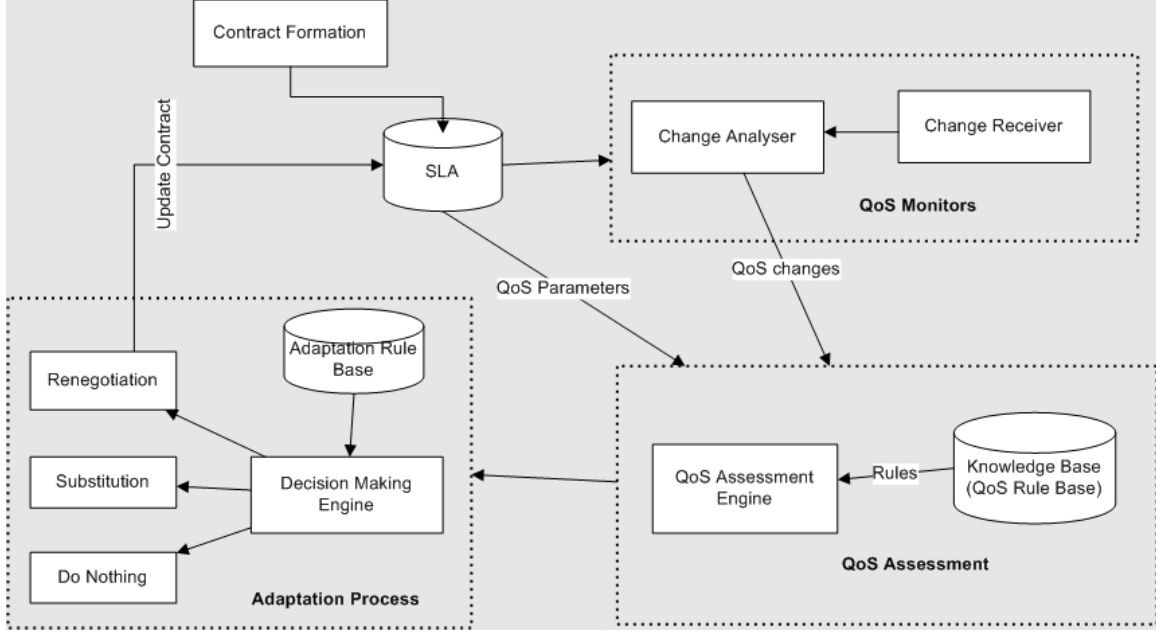 Contract Formation
Change Analyser
Change Receiver
Update Contract
SLA
QoS Monitors
QoS changes
QoS Parameters
Adaptation Rule
Base
Renegotiation
Substitution
Decision Making
Engine
Do Nothing
Adaptation Process
QoS Assessment
Engine
Rules
Knowledge Base
(QoS Rule Base)
QoS Assessment